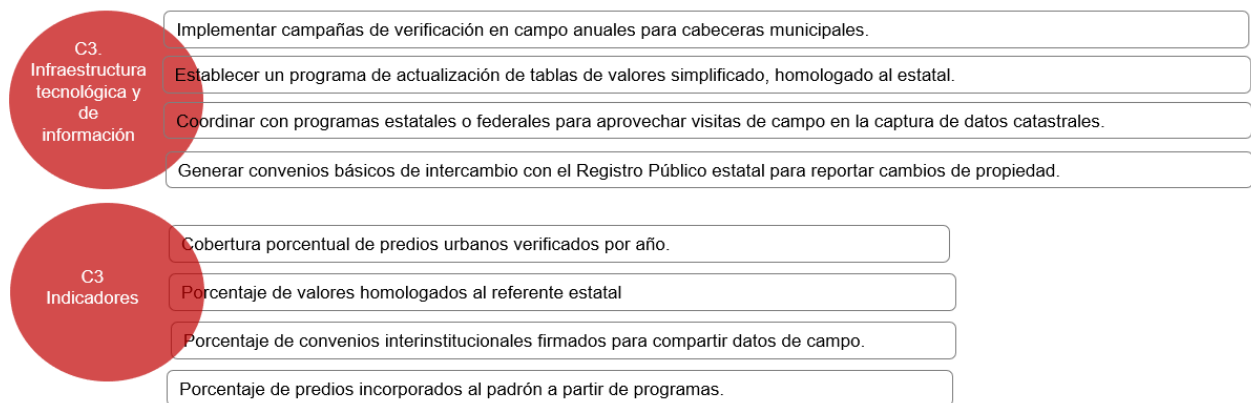 C3.
Infraestructura
tecnológica y
de
información
Implementar campañas de verificación en campo anuales para cabeceras municipales.
Establecer un programa de actualización de tablas de valores simplificado, homologado al estatal.
Coordinar con programas estatales o federales para aprovechar visitas de campo en la captura de datos catastrales.
Generar convenios básicos de intercambio con el Registro Público estatal para reportar cambios de propiedad.
C3
Indicadores
Cobertura porcentual de predios urbanos verificados por año.
Porcentaje de valores homologados al referente estatal
Porcentaje de convenios interinstitucionales firmados para compartir datos de campo.
Porcentaje de predios incorporados al padrón a partir de programas.